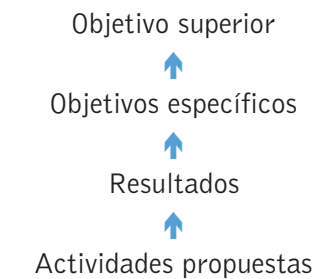 Objetivo superior
Objetivos específicos
Resultados
Actividades propuestas